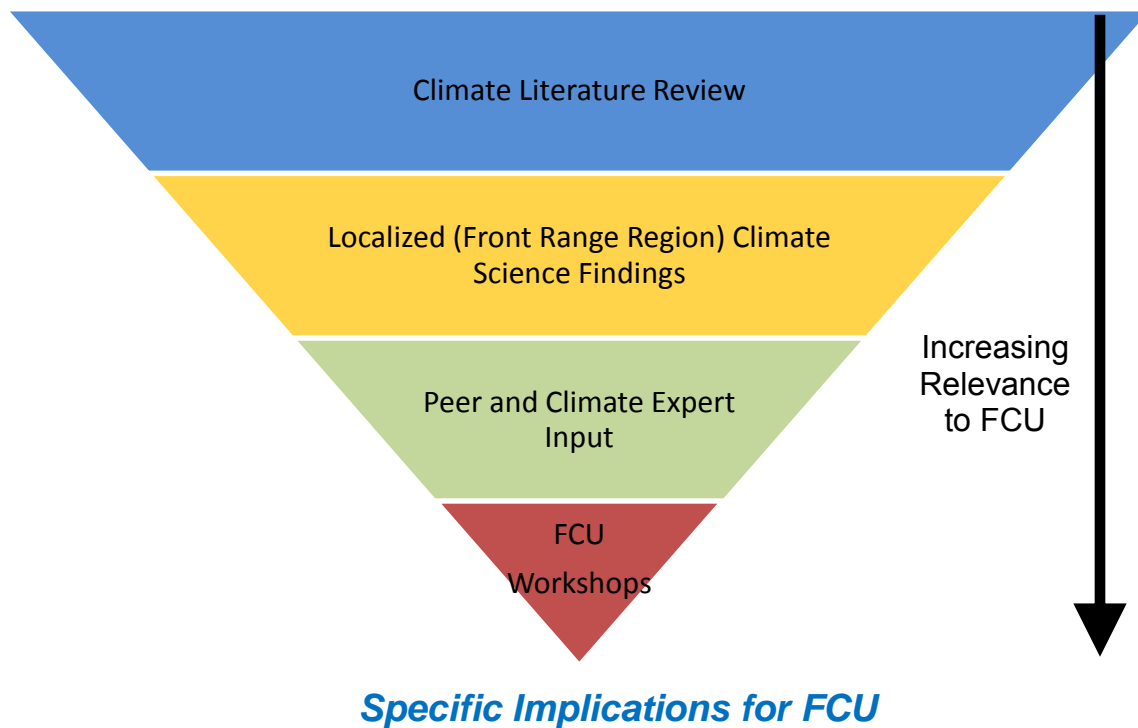 Climate Literature Review
Localized (Front Range Region) Climate
Science Findings
Peer and Climate Expert
Input
FCU
Workshops
Increasing
Relevance
to FCU
Specific Implications for FCU